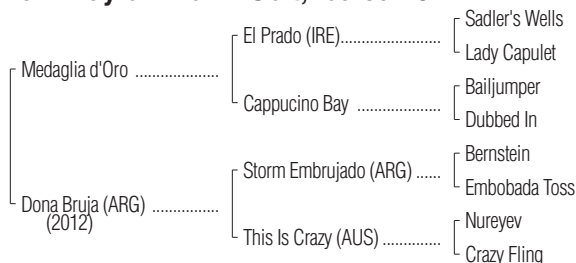 Sadler's Wells
El Prado (IRE)....................
Lady Capulet
Medaglia d'Oro ...................
Bailjumper
Cappucino Bay ...................
Dubbed In
Bernstein
Storm Embrujado (ARG) ......
Embobada Toss
Dona Bruja (ARG) ...............
(2012)
Nureyev
This Is Crazy (AUS) .............
Crazy Fling